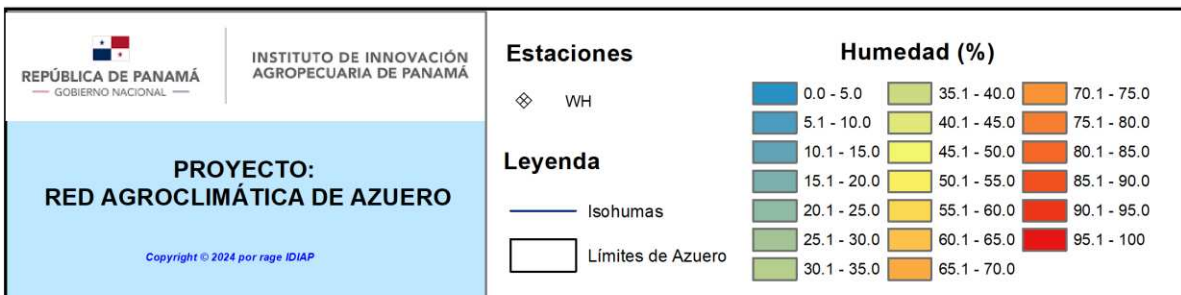 REPÚBLICA DE PANAMÁ
GOBIERNO NACIONAL
INSTITUTO DE INNOVACIÓN
AGROPECUARIA DE PANAMÁ
PROYECTO:
RED AGROCLIMÁTICA DE AZUERO
Copyright © 2024 por rage IDIAP
Estaciones
WH
Leyenda
Isohumas
Límites de Azuero
Humedad (%)
0.0 - 5.0
5.1 - 10.0
10.1 - 15.0
15.1 - 20.0
20.1 - 25.0
25.1 - 30.0
30.1 - 35.0
35.1 - 40.0
40.1 - 45.0
45.1 - 50.0
50.1 - 55.0
55.1 - 60.0
60.1 - 65.0
65.1 - 70.0
70.1 - 75.0
75.1 - 80.0
80.1 - 85.0
85.1 - 90.0
90.1 - 95.0
95.1 - 100